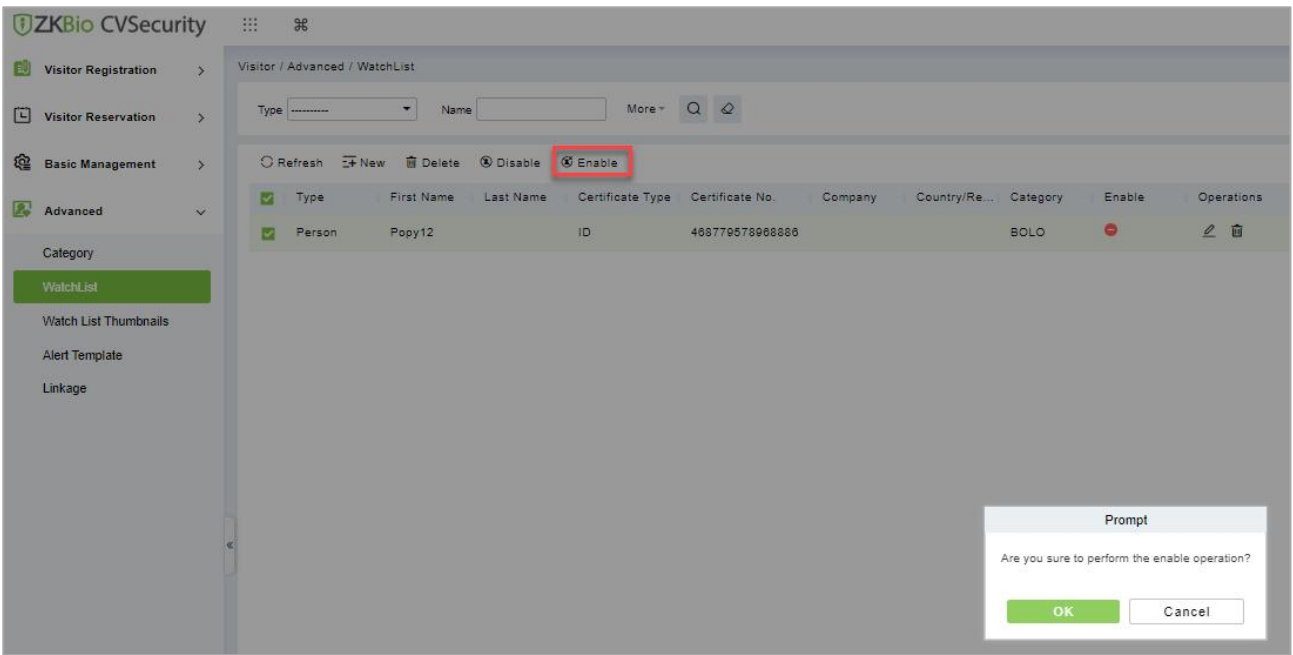 ZKBio CVSecurity
Visitor Registration
Visitor Reservation
Basic Management
Advanced
Category
WatchList
Watch List Thumbnails
Alert Template
Linkage
Visitor / Advanced / WatchList
Type ---------- Name More
Refresh New Delete Disable Enable
Type First Name Last Name Certificate Type Certificate No. Company Country/Re... Category Enable Operations
Person Popy12 ID 468779578968886 BOLO
Prompt
Are you sure to perform the enable operation?
OK Cancel